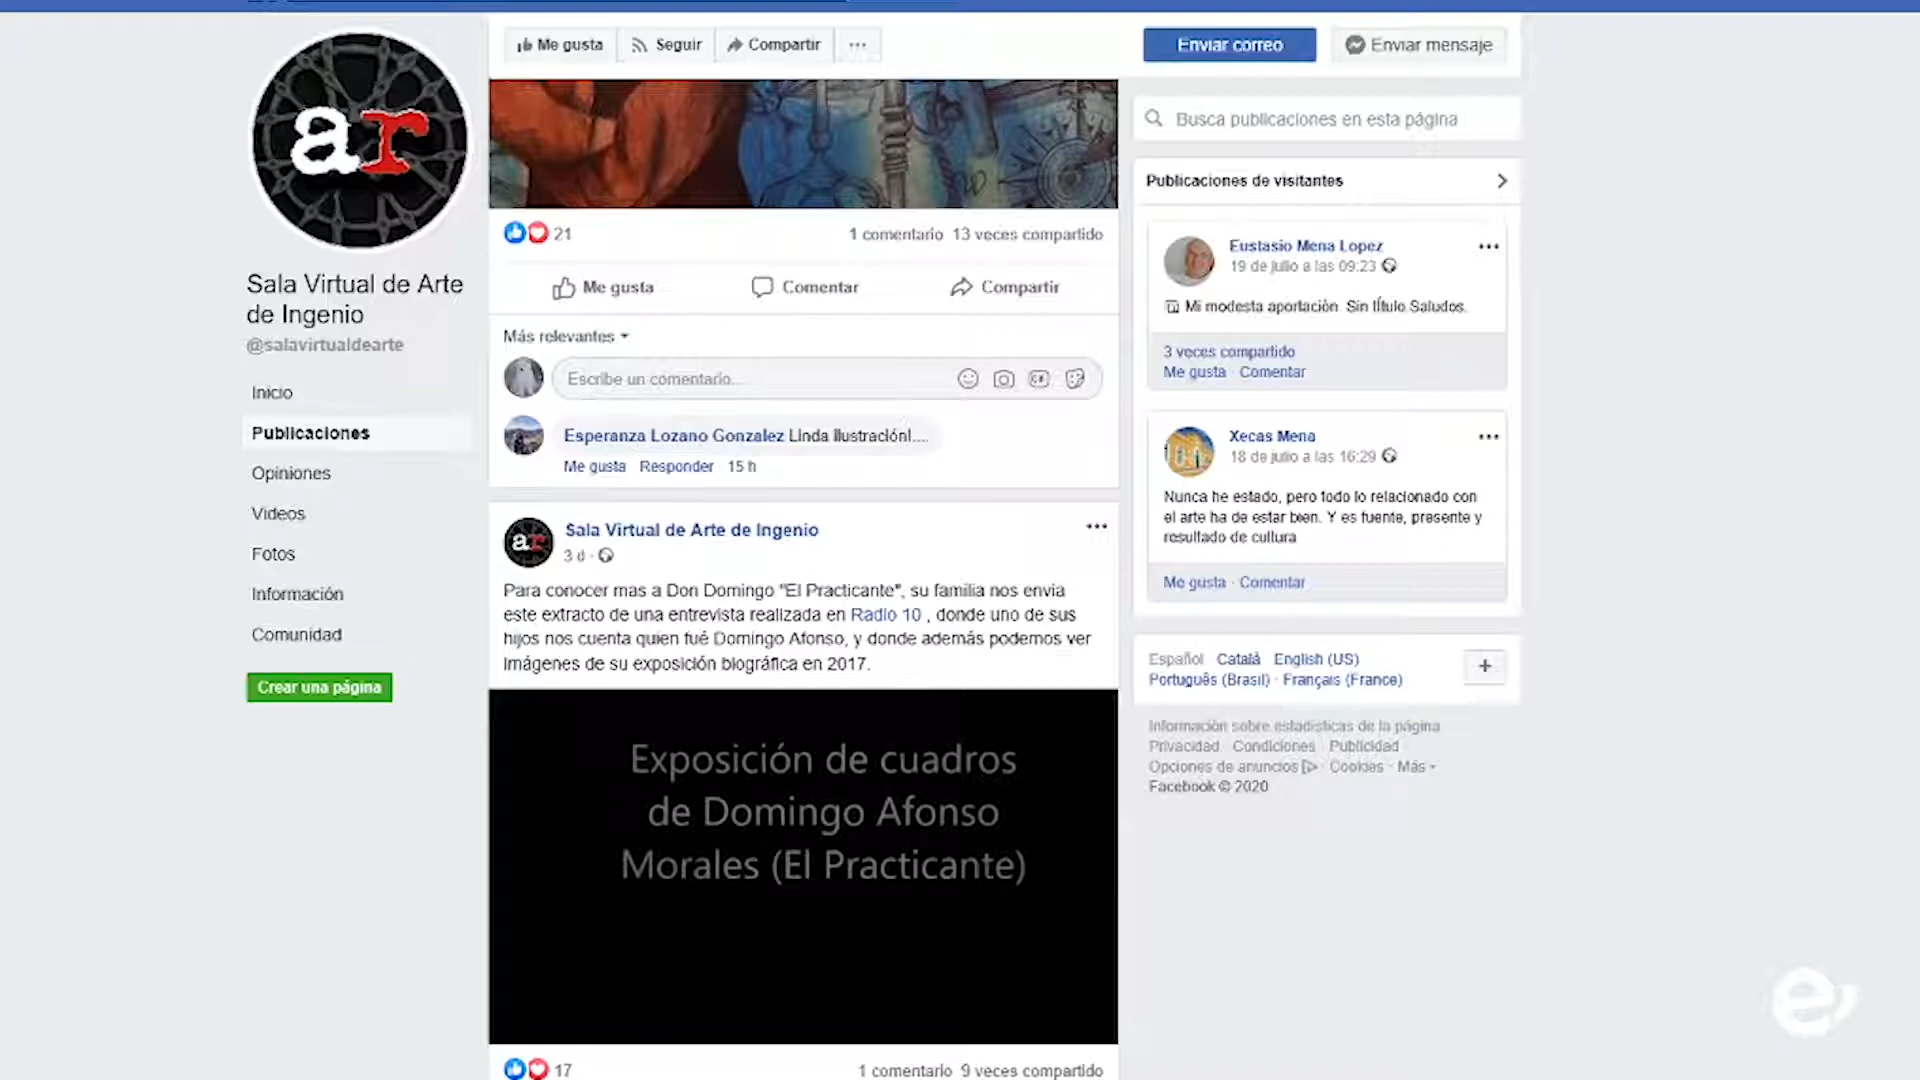 Me gusta
Seguir
Compartir
Enviar correo
Enviar mensaje
ar
Sala Virtual de Arte
de Ingenio
@salavirtualdearte
Inicio
Publicaciones
Opiniones
Videos
Fotos
Información
Comunidad
Crear una página
21
1 comentario 13 veces compartido
Me gusta
Comentar
Compartir
Más relevantes
Escribe un comentario...
Esperanza Lozano Gonzalez Linda Ilustración!....
Me gusta Responder 15 h
ar
Sala Virtual de Arte de Ingenio
3 d ·
Para conocer mas a Don Domingo "El Practicante", su familia nos envia
este extracto de una entrevista realizada en Radio 10 , donde uno de sus
hijos nos cuenta quien fué Domingo Afonso, y donde además podemos ver
imágenes de su exposición biográfica en 2017.
Exposición de cuadros
de Domingo Afonso
Morales (El Practicante)
17
1 comentario 9 veces compartido
Busca publicaciones en esta página
Publicaciones de visitantes
Eustasio Mena Lopez
19 de julio a las 09:23
Mi modesta aportación. Sin título Saludos.
3 veces compartido
Me gusta · Comentar
Xecas Mena
18 de julio a las 16:29
Nunca he estado, pero todo lo relacionado con
el arte ha de estar bien. Y es fuente, presente y
resultado de cultura
Me gusta · Comentar
Español Català English (US)
Português (Brasil) · Français (France)
+
Información sobre estadísticas de la página
Privacidad Condiciones Publicidad
Opciones de anuncios · Cookies · Más
Facebook © 2020
e